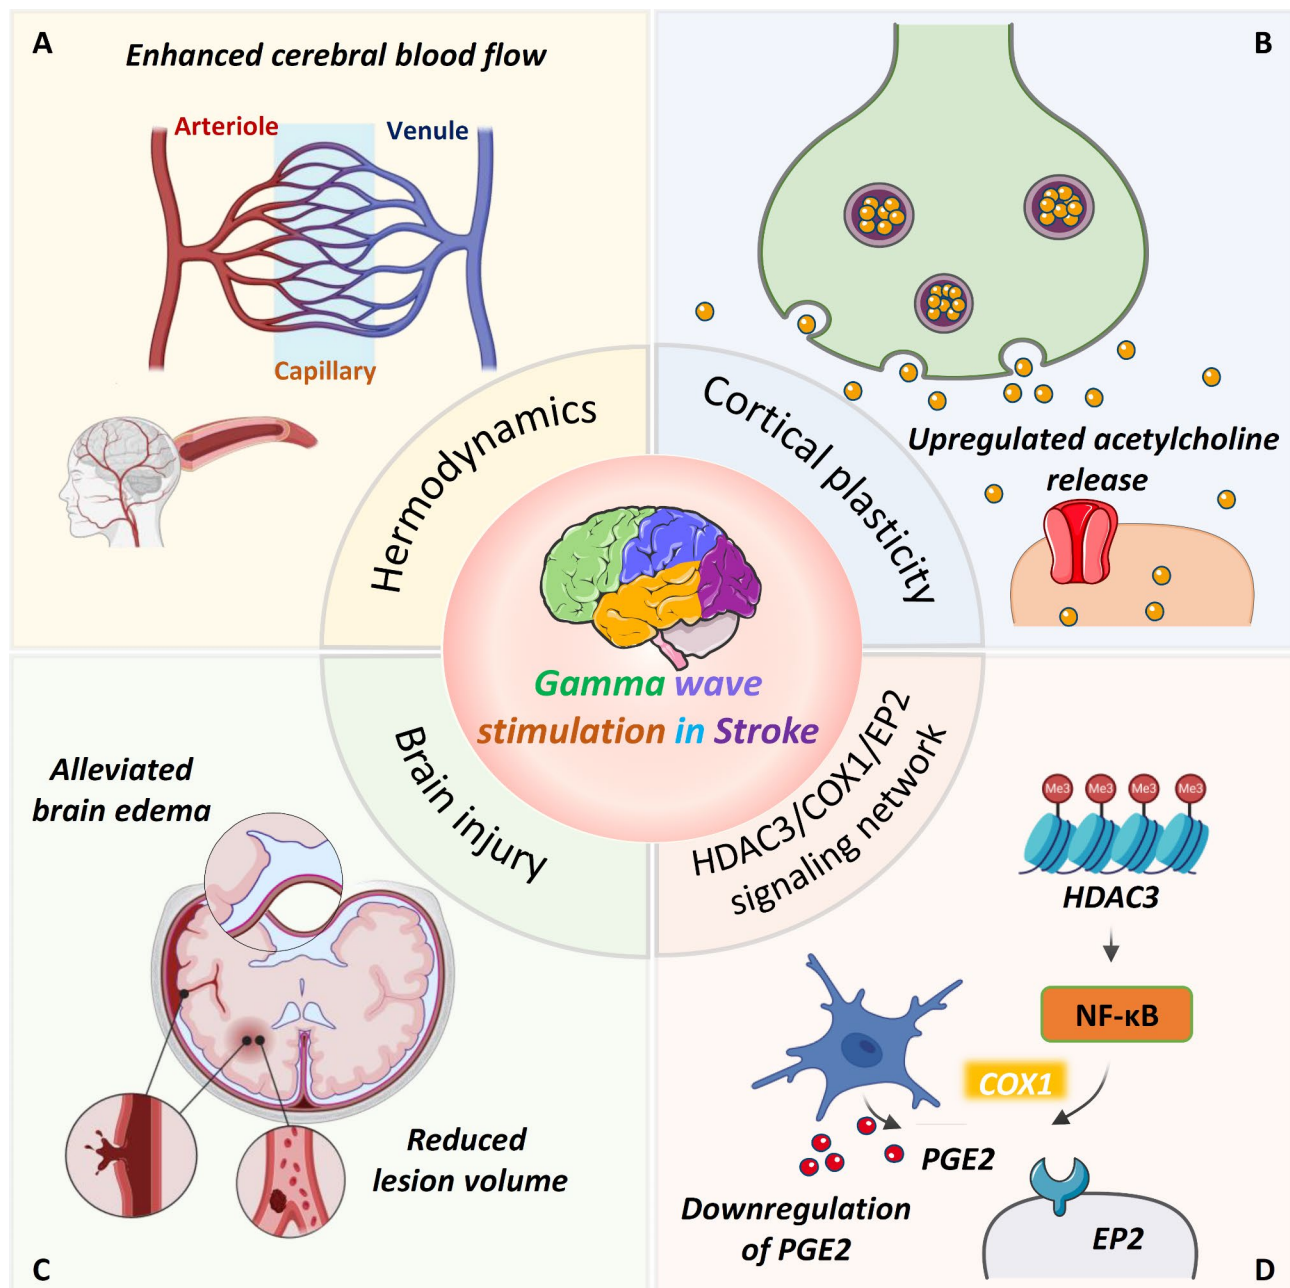 A
Enhanced cerebral blood flow
Arteriole
Venule
Capillary
Hermodynamics
B
Cortical plasticity
Upregulated acetylcholine
release
Gamma wave
stimulation in Stroke
Brain injury
Alleviated
brain edema
Reduced
lesion volume
C
HDAC3/COX1/EP2
signaling network
Me3 Me3 Me3 Me3
HDAC3
NF-κB
COX1
PGE2
Downregulation
of PGE2
EP2
D